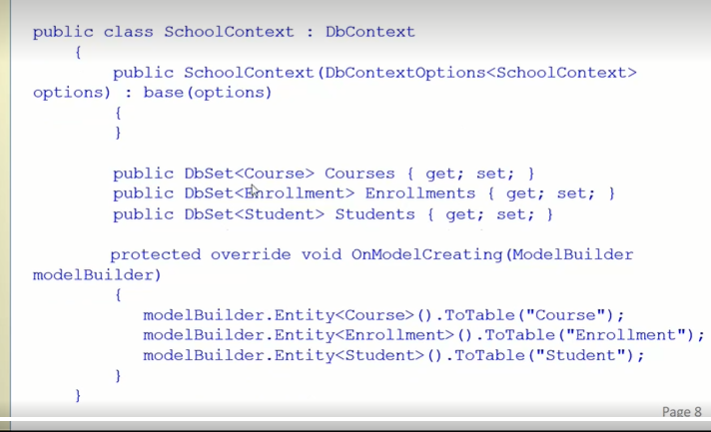 public class SchoolContext : DbContext
{
public SchoolContext(DbContextOptions<SchoolContext>
options) : base(options)
{
}
public DbSet<Course> Courses { get; set; }
public DbSet<Enrollment> Enrollments { get; set; }
public DbSet<Student> Students { get; set; }
protected override void OnModelCreating(ModelBuilder
modelBuilder)
{
modelBuilder.Entity<Course>().ToTable("Course");
modelBuilder.Entity<Enrollment>().ToTable("Enrollment");
modelBuilder.Entity<Student>().ToTable("Student");
}
}
Page 8